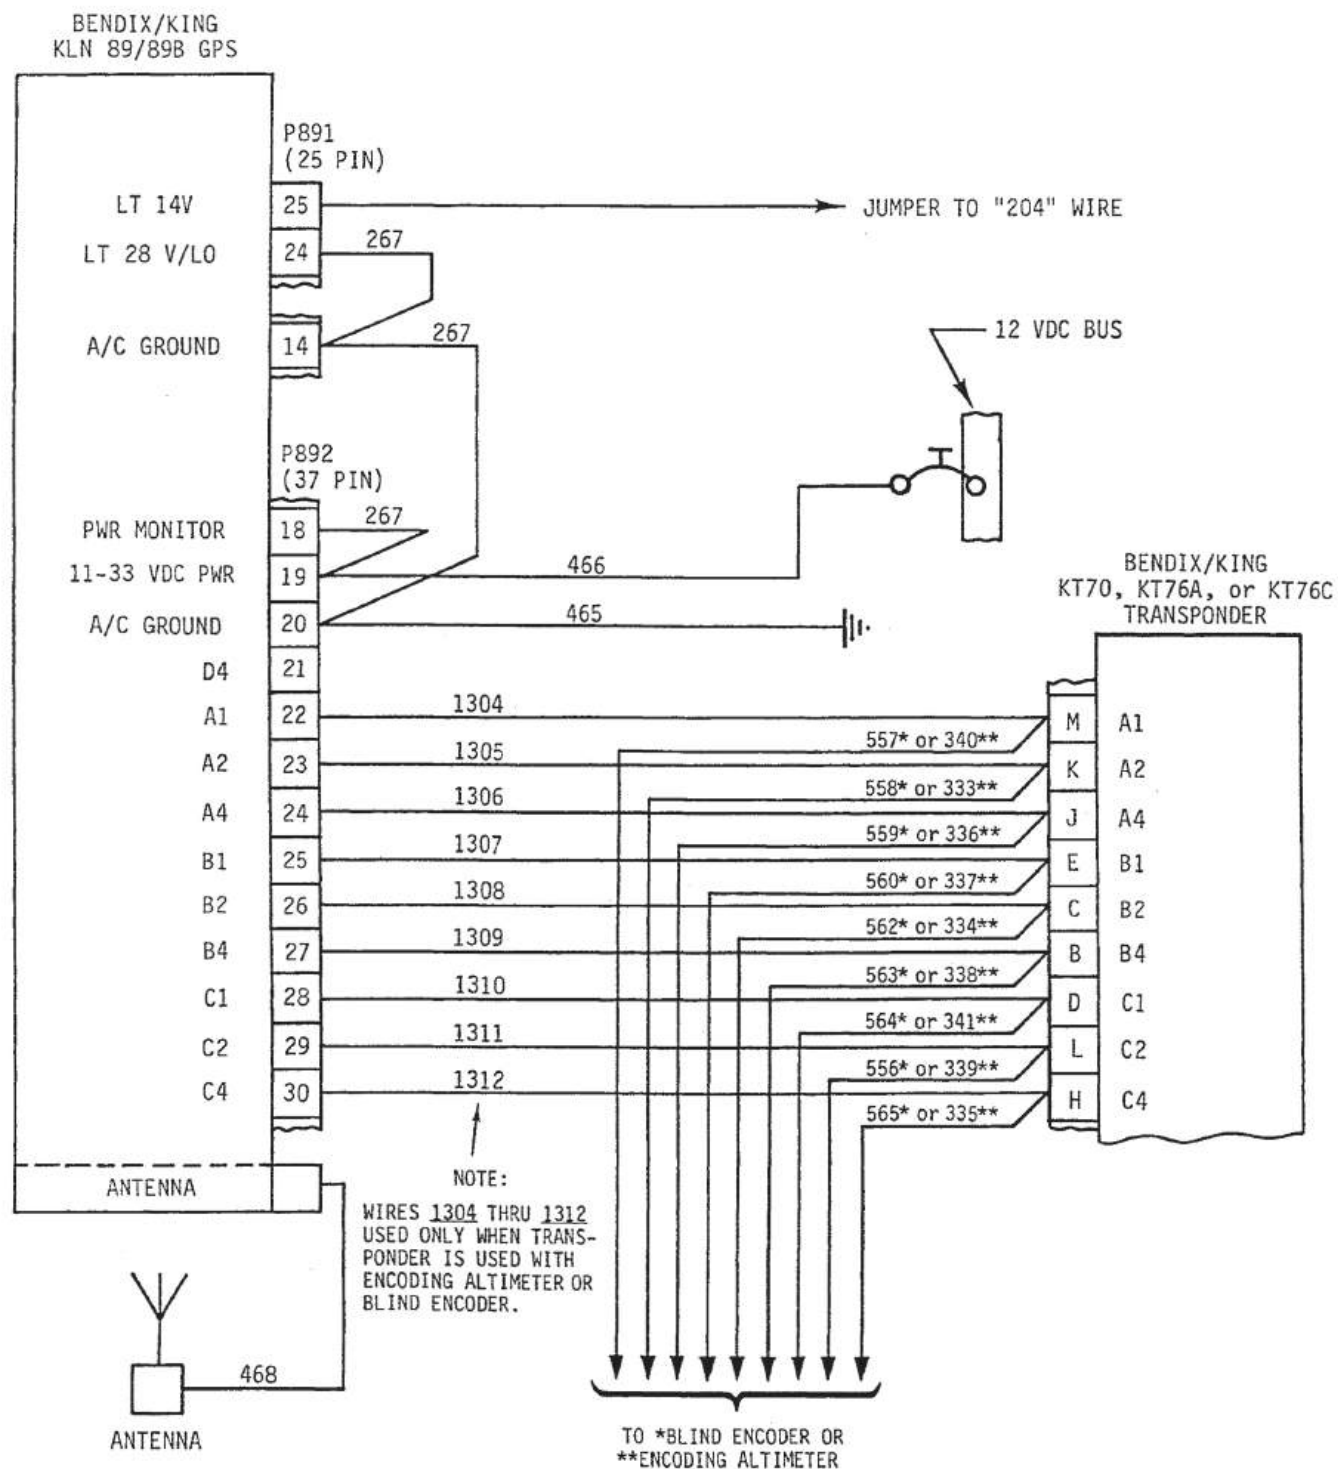 BENDIX/KING
KLN 89/89B GPS
P891
(25 PIN)
LT 14V
25
JUMPER TO "204" WIRE
LT 28 V/LO
24
267
A/C GROUND
14
267
12 VDC BUS
P892
(37 PIN)
PWR MONITOR
18
267
11-33 VDC PWR
19
466
A/C GROUND
20
465
BENDIX/KING
KT70, KT76A, or KT76C
TRANSPONDER
D4
21
A1
22
1304
M
A1
557* or 340**
A2
23
1305
K
A2
558* or 333**
A4
24
1306
J
A4
559* or 336**
B1
25
1307
E
B1
560* or 337**
B2
26
1308
C
B2
562* or 334**
B4
27
1309
B
B4
563* or 338**
C1
28
1310
D
C1
564* or 341**
C2
29
1311
L
C2
556* or 339**
C4
30
1312
H
C4
565* or 335**
ANTENNA
NOTE:
WIRES 1304 THRU 1312
USED ONLY WHEN TRANS-
PONDER IS USED WITH
ENCODING ALTIMETER OR
BLIND ENCODER.
468
ANTENNA
TO *BLIND ENCODER OR
**ENCODING ALTIMETER